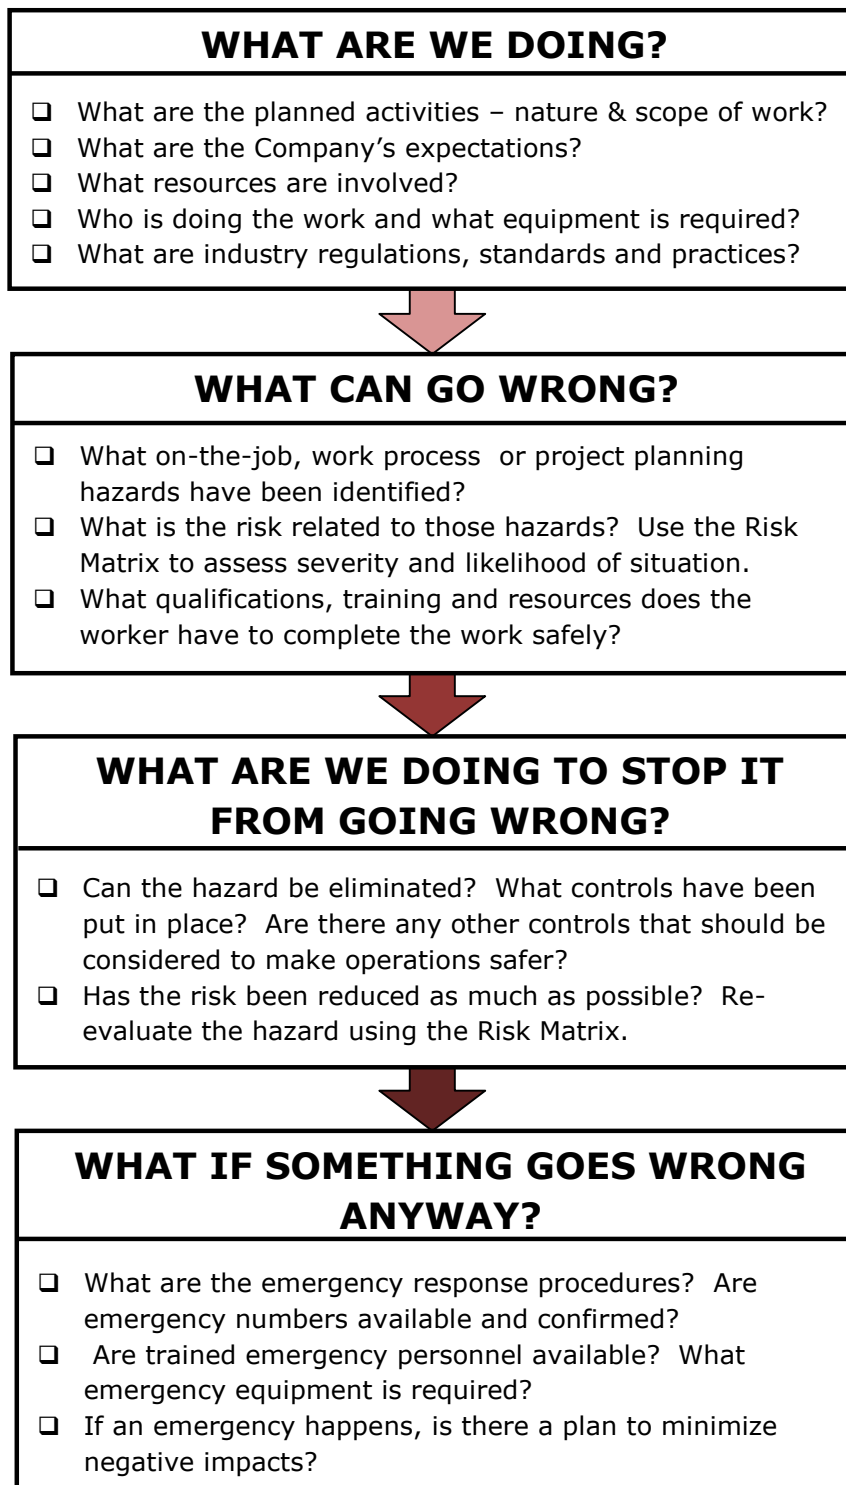 WHAT ARE WE DOING?
❑ What are the planned activities – nature & scope of work?
❑ What are the Company’s expectations?
❑ What resources are involved?
❑ Who is doing the work and what equipment is required?
❑ What are industry regulations, standards and practices?
WHAT CAN GO WRONG?
❑ What on-the-job, work process  or project planning
hazards have been identified?
❑ What is the risk related to those hazards?  Use the Risk
Matrix to assess severity and likelihood of situation.
❑ What qualifications, training and resources does the
worker have to complete the work safely?
WHAT ARE WE DOING TO STOP IT
FROM GOING WRONG?
❑ Can the hazard be eliminated?  What controls have been
put in place?  Are there any other controls that should be
considered to make operations safer?
❑ Has the risk been reduced as much as possible?  Re-
evaluate the hazard using the Risk Matrix.
WHAT IF SOMETHING GOES WRONG
ANYWAY?
❑ What are the emergency response procedures?  Are
emergency numbers available and confirmed?
❑ Are trained emergency personnel available?  What
emergency equipment is required?
❑ If an emergency happens, is there a plan to minimize
negative impacts?